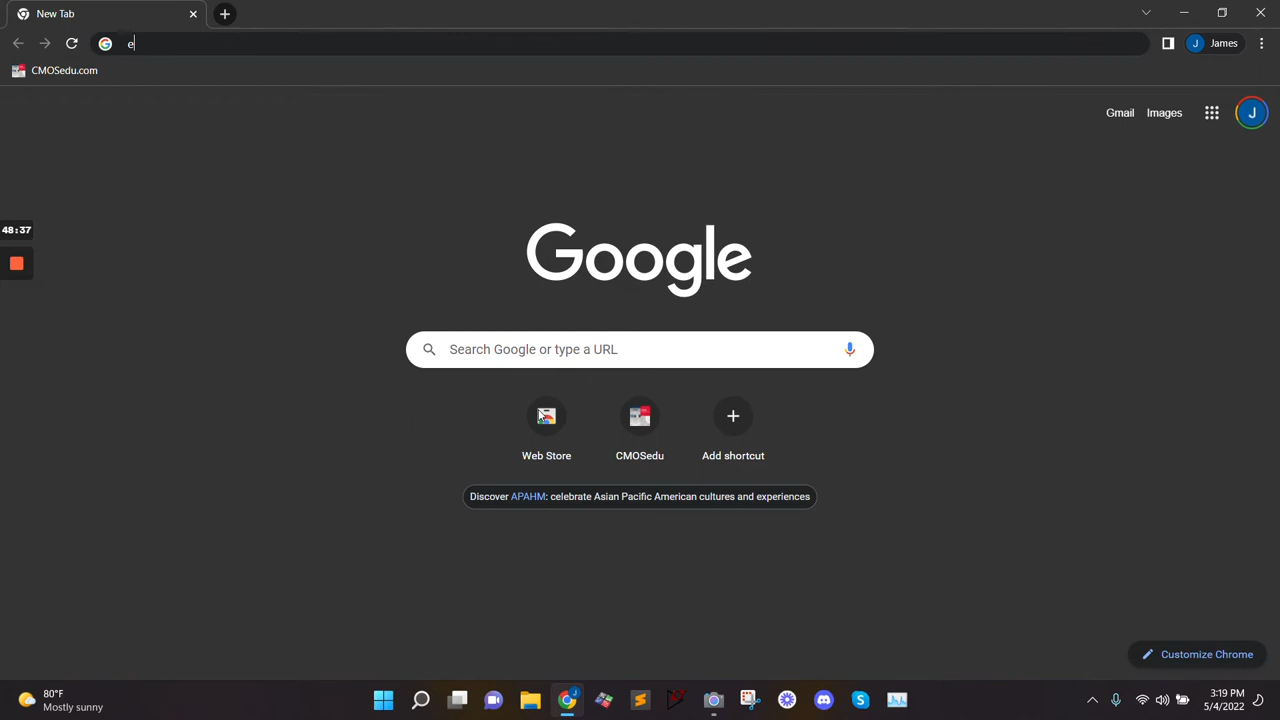 New Tab
e
James
CMOSedu.com
Gmail Images
J
48:37
Google
Search Google or type a URL
Web Store CMOSedu Add shortcut
Discover APAHM: celebrate Asian Pacific American cultures and experiences
Customize Chrome
80°F
Mostly sunny
3:19 PM
5/4/2022